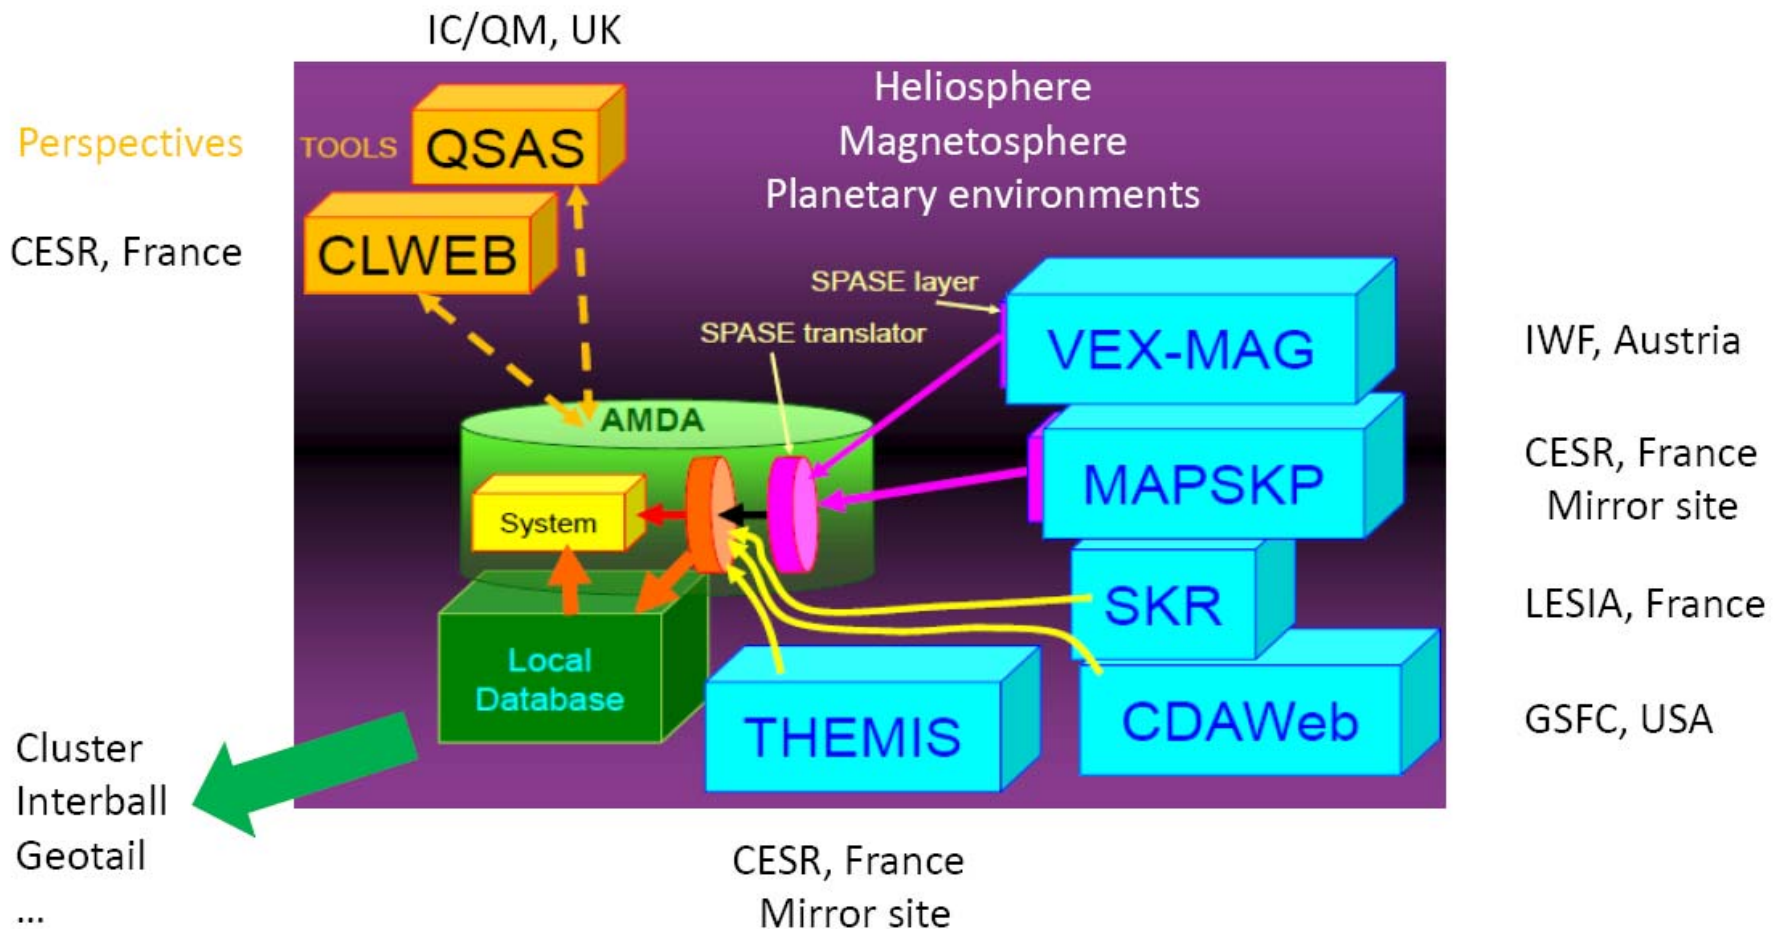 IC/QM, UK
Heliosphere
Magnetosphere
Planetary environments
Perspectives
TOOLS
QSAS
CESR, France
CLWEB
SPASE layer
SPASE translator
VEX-MAG
IWF, Austria
AMDA
MAPSKP
CESR, France
Mirror site
System
SKR
LESIA, France
Local
Database
THEMIS
CDAWeb
GSFC, USA
Cluster
Interball
Geotail
...
CESR, France
Mirror site